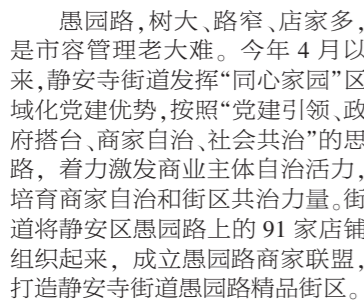 愚园路，树大、路窄、店家多，
是市容管理老大难。今年 4 月以
来，静安寺街道发挥“同心家园”区
域化党建优势，按照“党建引领、政
府搭台、商家自治、社会共治”的思
路，着力激发商业主体自治活力，
培育商家自治和街区共治力量。街
道将静安区愚园路上的 91 家店铺
组织起来，成立愚园路商家联盟，
打造静安寺街道愚园路精品街区。